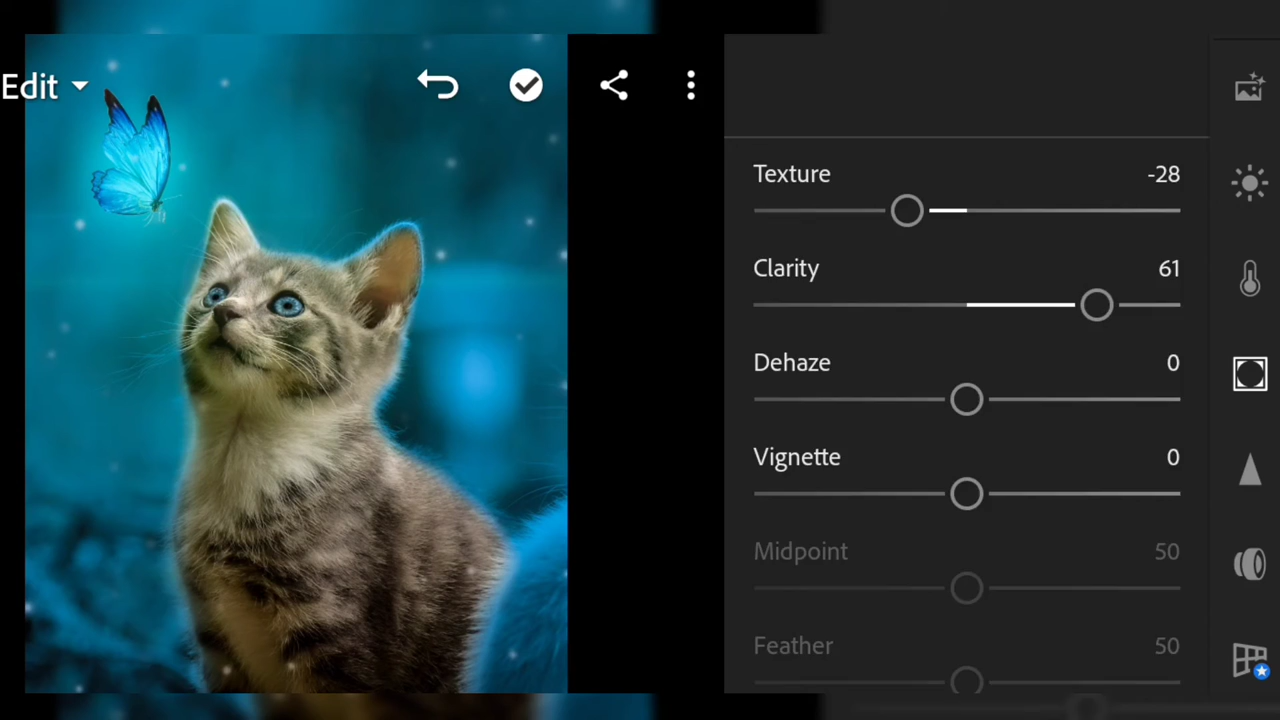 Edit
Texture -28
Clarity 61
Dehaze 0
Vignette 0
Midpoint 50
Feather 50